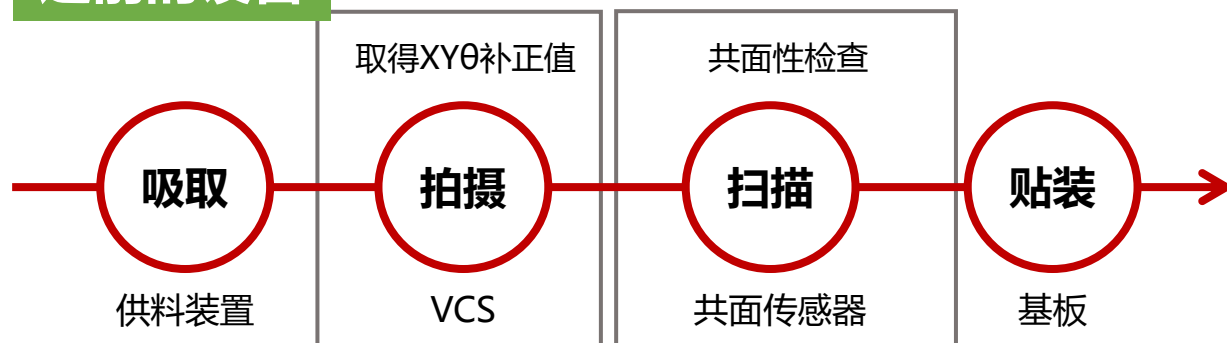 取得XYθ补正值
共面性检查
吸取
拍摄
扫描
贴装
供料装置
VCS
共面传感器
基板